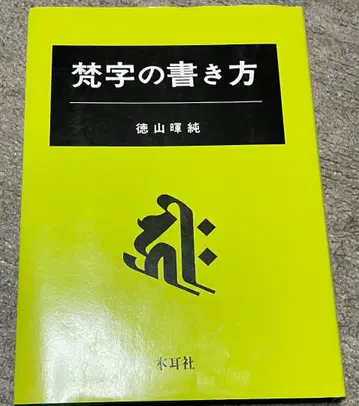 梵字の書き方
徳山暉純
𑖮𑖿𑖨𑖱𑖾
木耳社